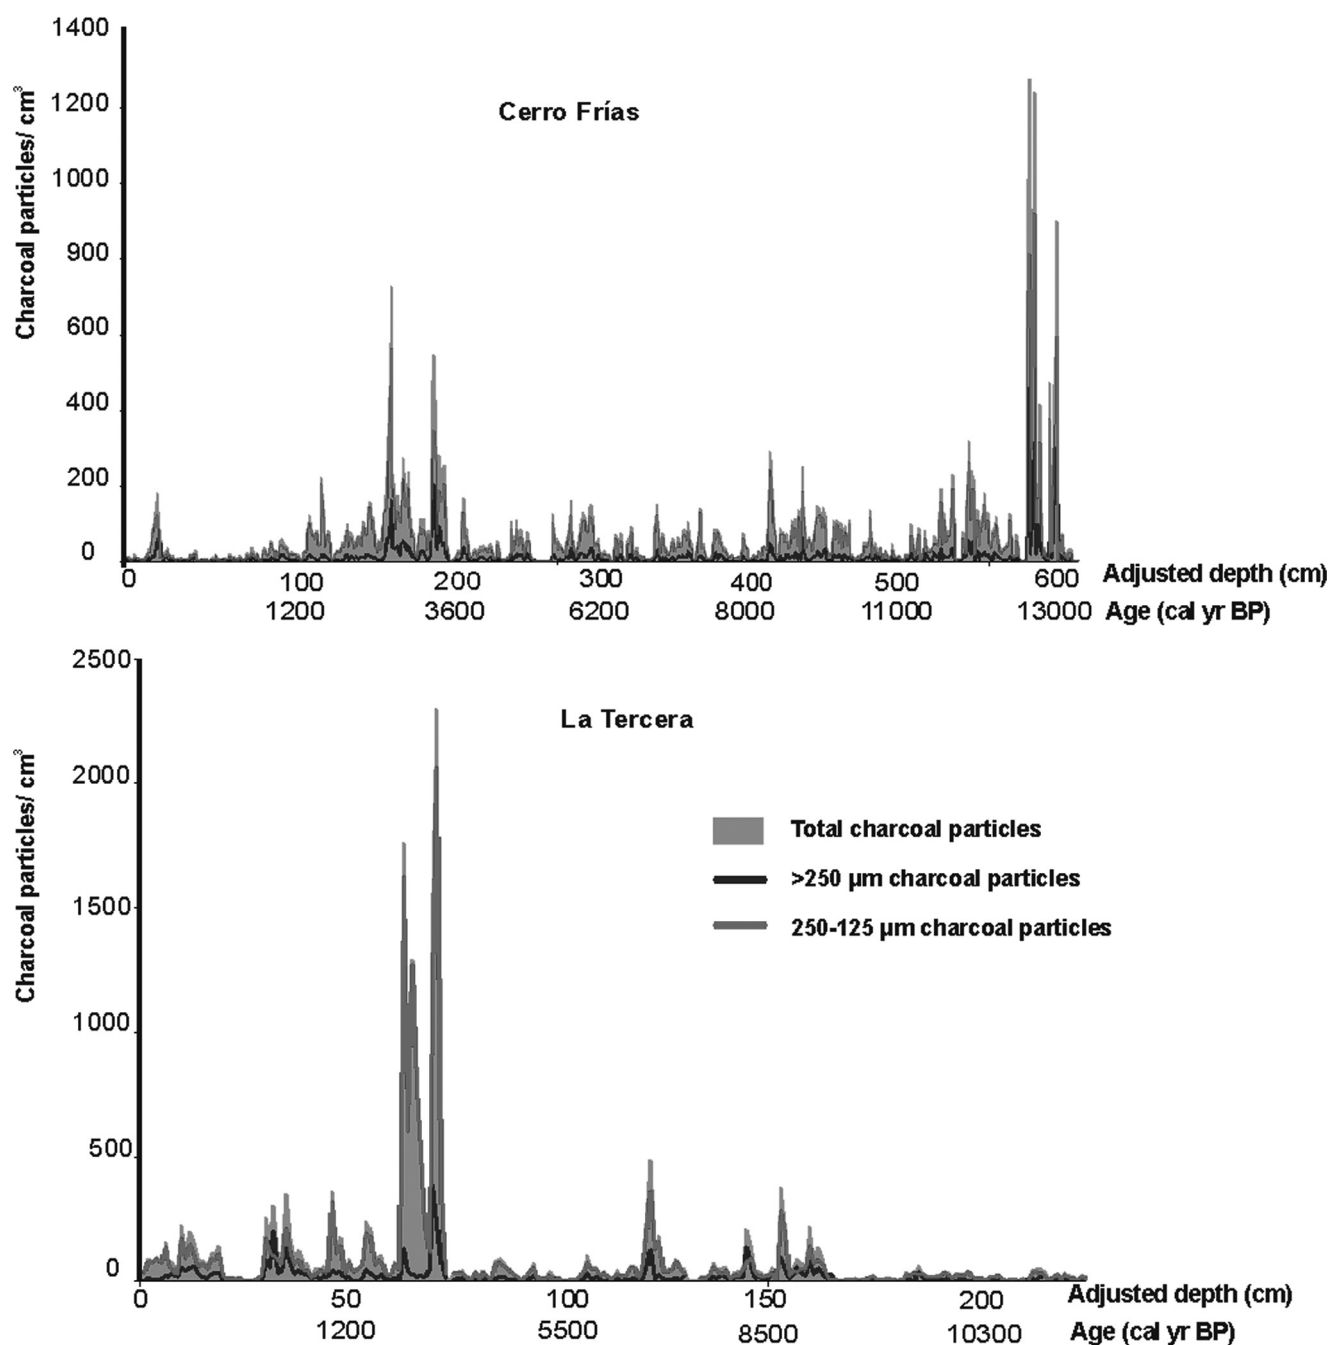 1400
1200
1000
900
600
400
200
0
Charcoal particles/ cm³
Cerro Frías
0 100 200 300 400 500 600 Adjusted depth (cm)
1200 3600 6200 8000 11000 13000 Age (cal yr BP)
2500
2000
1500
1000
500
0
Charcoal particles/ cm³
La Tercera
Total charcoal particles
>250 µm charcoal particles
250-125 µm charcoal particles
0 50 100 150 200 Adjusted depth (cm)
1200 5500 8500 10300 Age (cal yr BP)